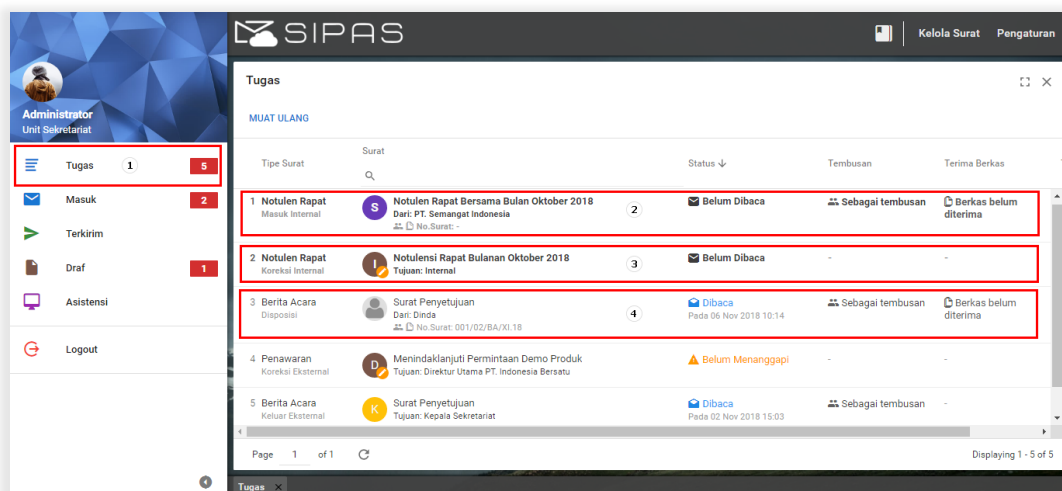 SIPAS
Kelola Surat Pengaturan
Administrator
Unit Sekretariat
Tugas 1 5
Masuk 2
Terkirim
Draf 1
Asistensi
Logout
Tugas
MUAT ULANG
Tipe Surat Surat Status Tembusan Terima Berkas
1 Notulen Rapat S Notulen Rapat Bersama Bulan Oktober 2018 2 Belum Dibaca Sebagai tembusan Berkas belum
Masuk Internal Dari: PT. Semangat Indonesia diterima
No.Surat: -
2 Notulen Rapat I Notulensi Rapat Bulanan Oktober 2018 3 Belum Dibaca - -
Koreksi Internal Tujuan: Internal
3 Berita Acara Surat Penyetujuan 4 Dibaca Sebagai tembusan Berkas belum
Disposisi Dari: Dinda Pada 06 Nov 2018 10:14 diterima
No.Surat: 001/02/BA/XI.18
4 Penawaran D Menindaklanjuti Permintaan Demo Produk Belum Menanggapi - -
Koreksi Eksternal Tujuan: Direktur Utama PT. Indonesia Bersatu
5 Berita Acara K Surat Penyetujuan Dibaca Sebagai tembusan -
Keluar Eksternal Tujuan: Kepala Sekretariat Pada 02 Nov 2018 15:03
Page 1 of 1 Displaying 1 - 5 of 5
Tugas ×